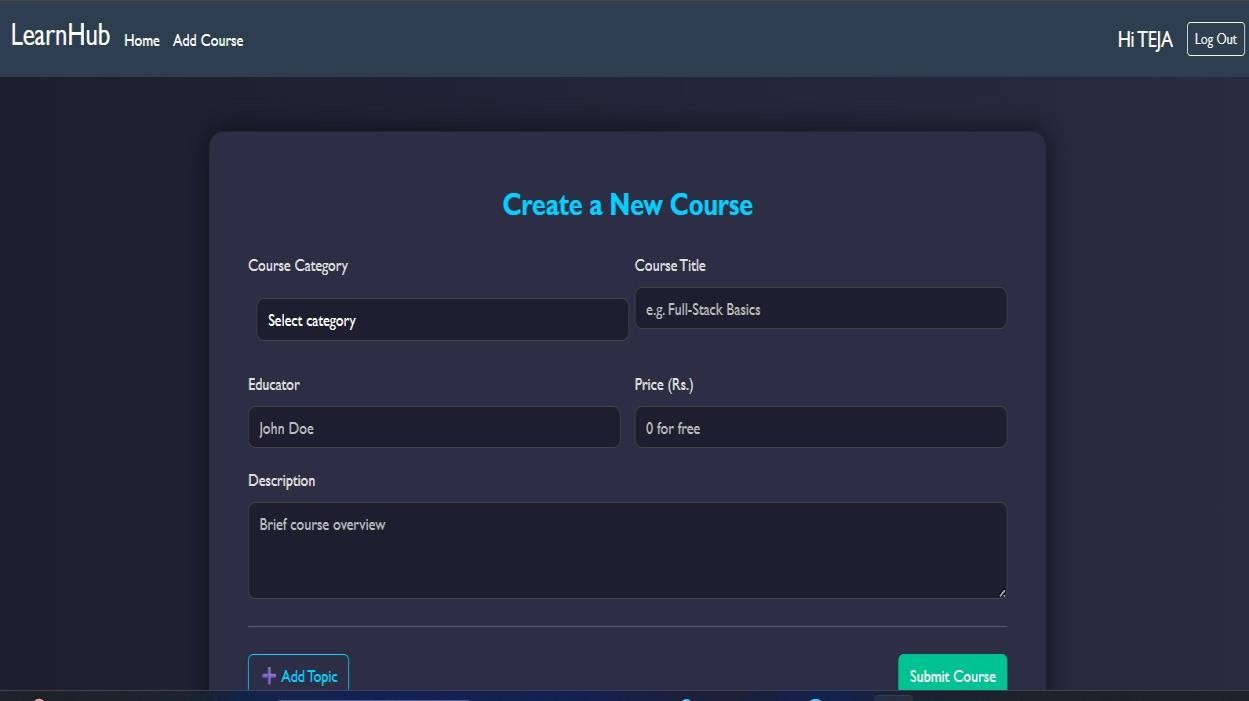 LearnHub Home Add Course Hi TEJA Log Out
Create a New Course
Course Category Course Title
Select category e.g. Full-Stack Basics
Educator Price (Rs.)
John Doe 0 for free
Description
Brief course overview
Add Topic Submit Course